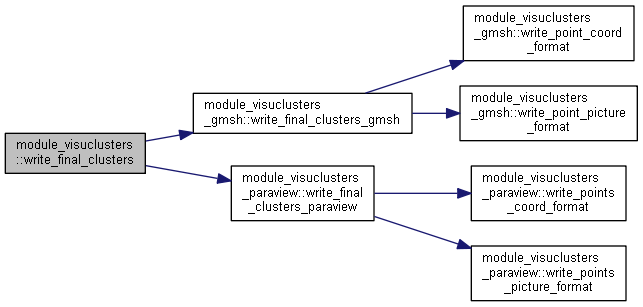 module_visuclusters
::write_final_clusters
module_visuclusters
_gmsh::write_final_clusters_gmsh
module_visuclusters
_gmsh::write_point_coord
_format
module_visuclusters
_gmsh::write_point_picture
_format
module_visuclusters
_paraview::write_final
_clusters_paraview
module_visuclusters
_paraview::write_points
_coord_format
module_visuclusters
_paraview::write_points
_picture_format